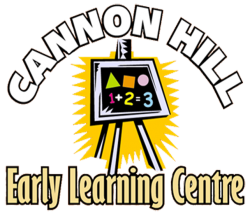 CANNON HILL
1+2=3
Early Learning Centre